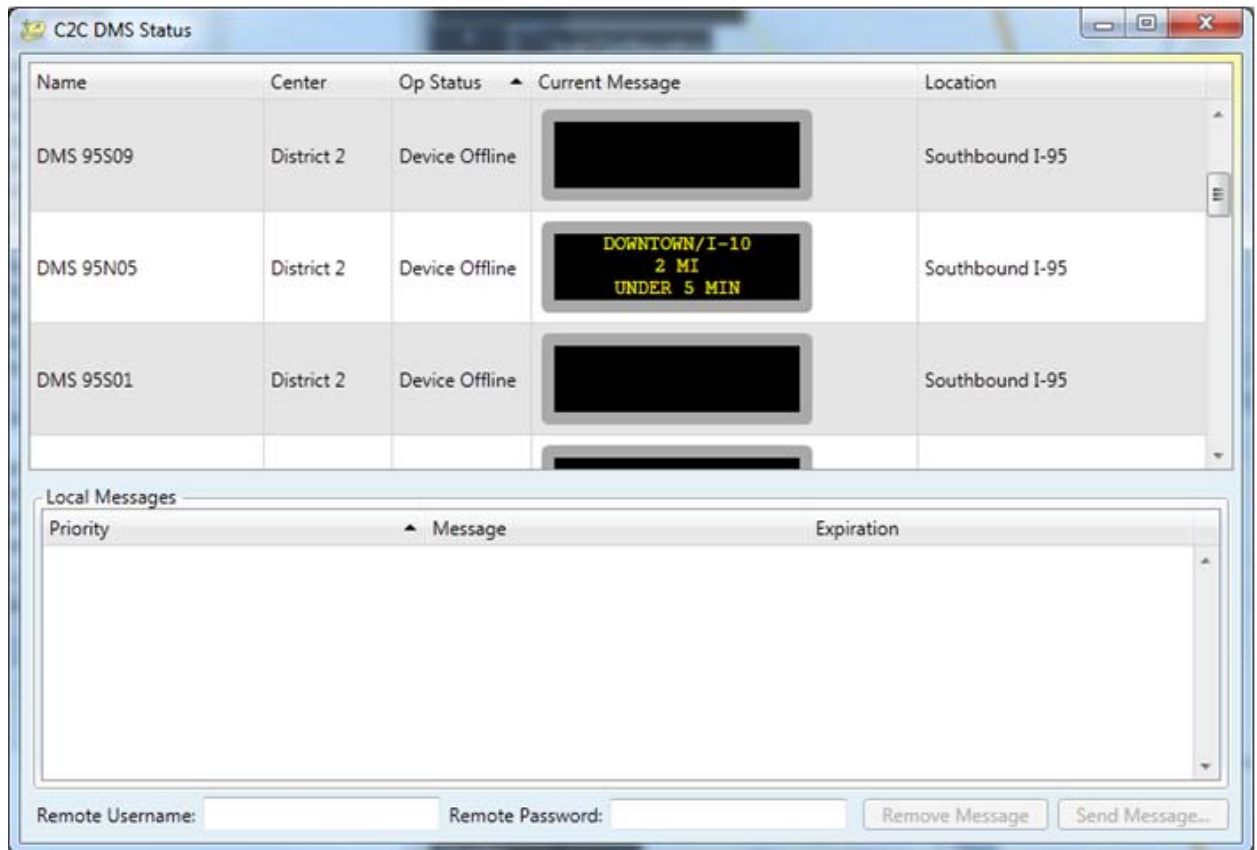 C2C DMS Status
Name Center Op Status Current Message Location
DMS 95S09 District 2 Device Offline Southbound I-95
DOWNTOWN/I-10
2 MI
UNDER 5 MIN
DMS 95N05 District 2 Device Offline Southbound I-95
DMS 95S01 District 2 Device Offline Southbound I-95
Local Messages
Priority Message Expiration
Remote Username: Remote Password: Remove Message Send Message...